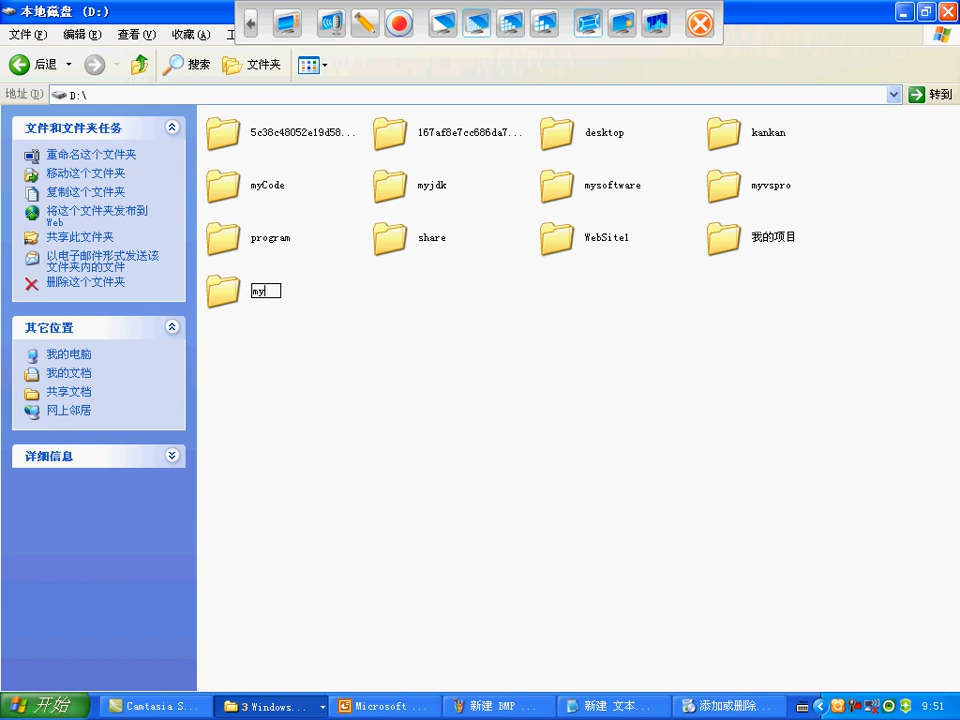 本地磁盘 (D:)
文件(F) 编辑(E) 查看(V) 收藏(A)
后退 搜索 文件夹
地址(D) D:\ 转到
文件和文件夹任务
重命名这个文件夹
移动这个文件夹
复制这个文件夹
将这个文件夹发布到
Web
共享此文件夹
以电子邮件形式发送该
文件夹内的文件
删除这个文件夹
其它位置
我的电脑
我的文档
共享文档
网上邻居
详细信息
5c38c48052e19d58... 167af8e7cc686da7... desktop kankan
myCode myjdk mysoftware myvspro
program share WebSite1 我的项目
my
开始 Camtasia S... 3 Windows... Microsoft ... 新建 BMP ... 新建 文本... 添加或删除... 9:51